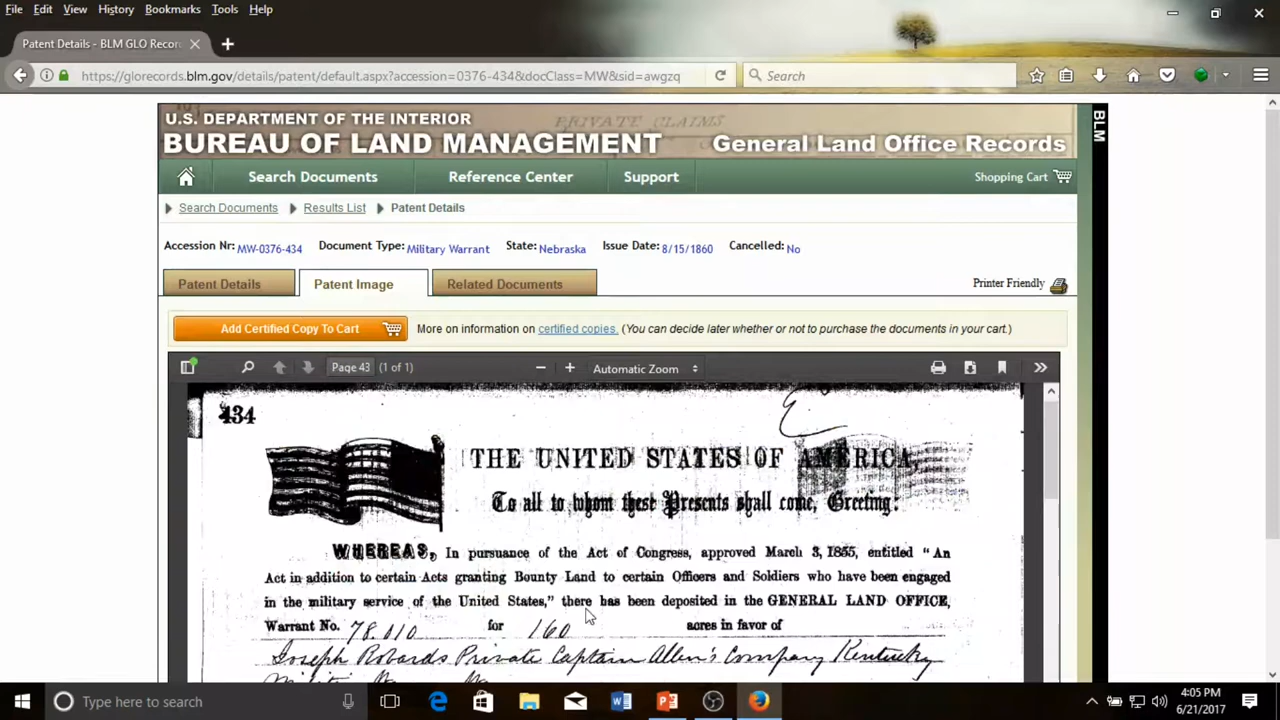 File Edit View History Bookmarks Tools Help
Patent Details - BLM GLO Recor
https://glorecords.blm.gov/details/patent/default.aspx?accession=0376-434&docClass=MW&sid=awgzq
Search
PRIVATE CLAIMS
U.S. DEPARTMENT OF THE INTERIOR
BUREAU OF LAND MANAGEMENT General Land Office Records
BLM
Search Documents Reference Center Support Shopping Cart
Search Documents Results List Patent Details
Accession Nr: MW-0376-434 Document Type: Military Warrant State: Nebraska Issue Date: 8/15/1860 Cancelled: No
Patent Details Patent Image Related Documents Printer Friendly
Add Certified Copy To Cart More on information on certified copies. (You can decide later whether or not to purchase the documents in your cart.)
Page 43 (1 of 1) Automatic Zoom
434
THE UNITED STATES OF AMERICA,
To all to whom these Presents shall come, Greeting:
WHEREAS, In pursuance of the Act of Congress, approved March 3, 1855, entitled "An
Act in addition to certain Acts granting Bounty Land to certain Officers and Soldiers who have been engaged
in the military service of the United States," there has been deposited in the GENERAL LAND OFFICE,
Warrant No. 78.010 for 160 acres in favor of
Joseph Robards Private Captain Allen's Company Kentucky
Type here to search
4:05 PM
6/21/2017